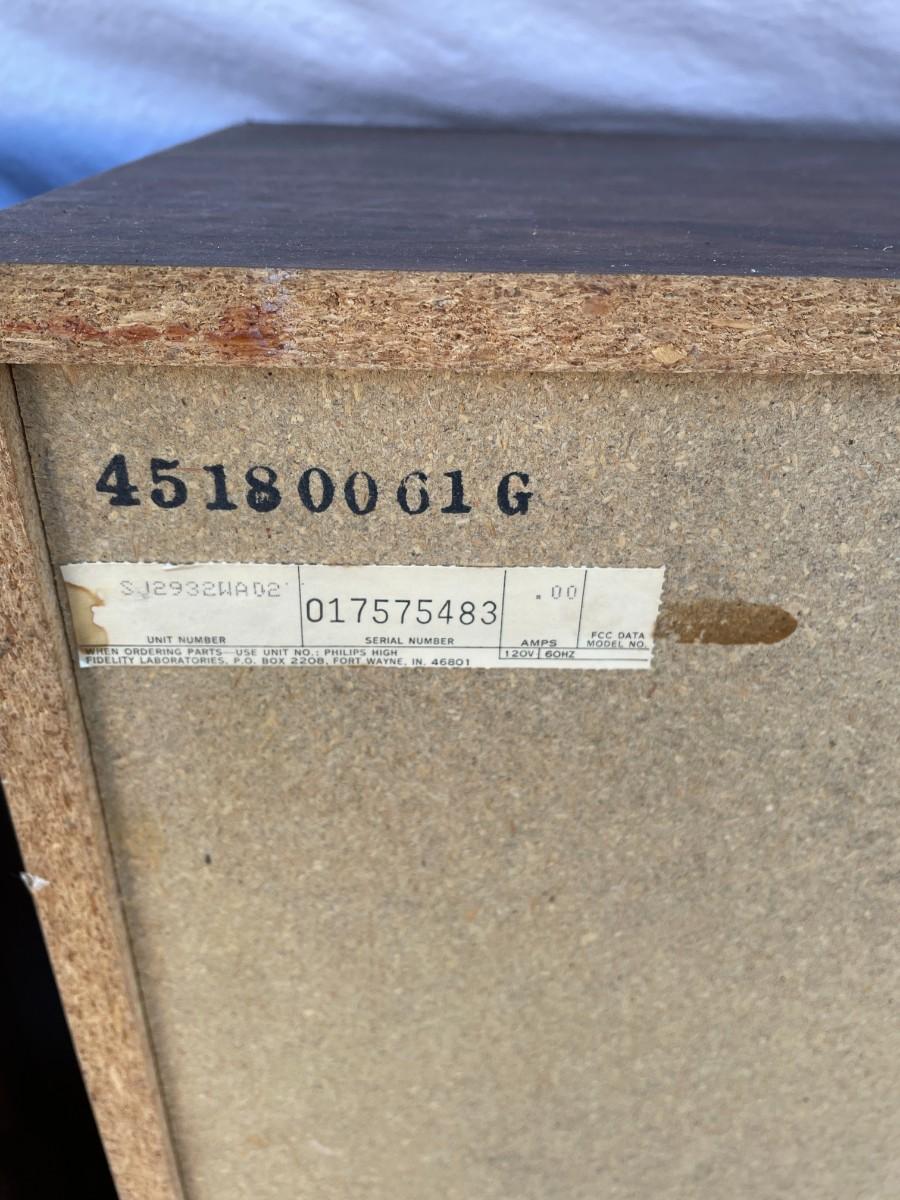 45180061 G
SJ2932WA02
017575483
.00
UNIT NUMBER
SERIAL NUMBER
AMPS
FCC DATA
MODEL NO.
WHEN ORDERING PARTS—USE UNIT NO.: PHILIPS HIGH
FIDELITY LABORATORIES, P.O. BOX 2208, FORT WAYNE, IN. 46801
120V 60HZ